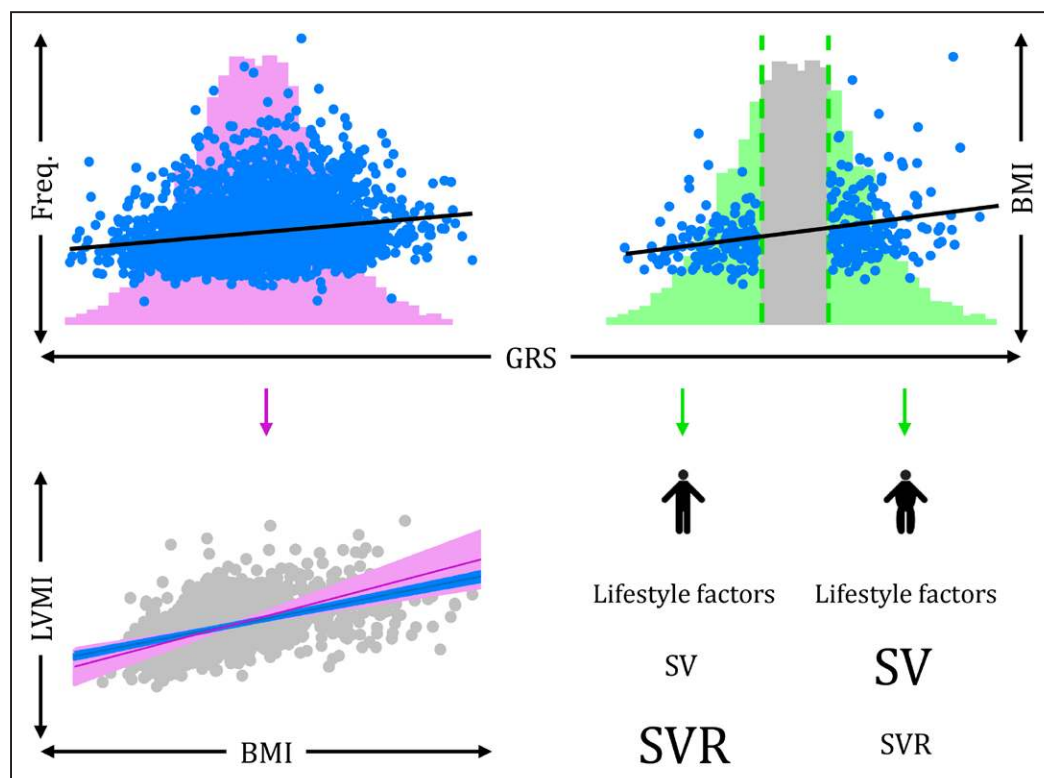 Freq.
BMI
GRS
LVMI
BMI
Lifestyle factors
Lifestyle factors
SV
SV
SVR
SVR